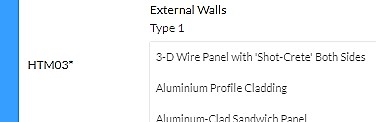 External Walls
Type 1
HTM03*
3-D Wire Panel with 'Shot-Crete' Both Sides
Aluminium Profile Cladding
Aluminum-Clad Sandwich Panel